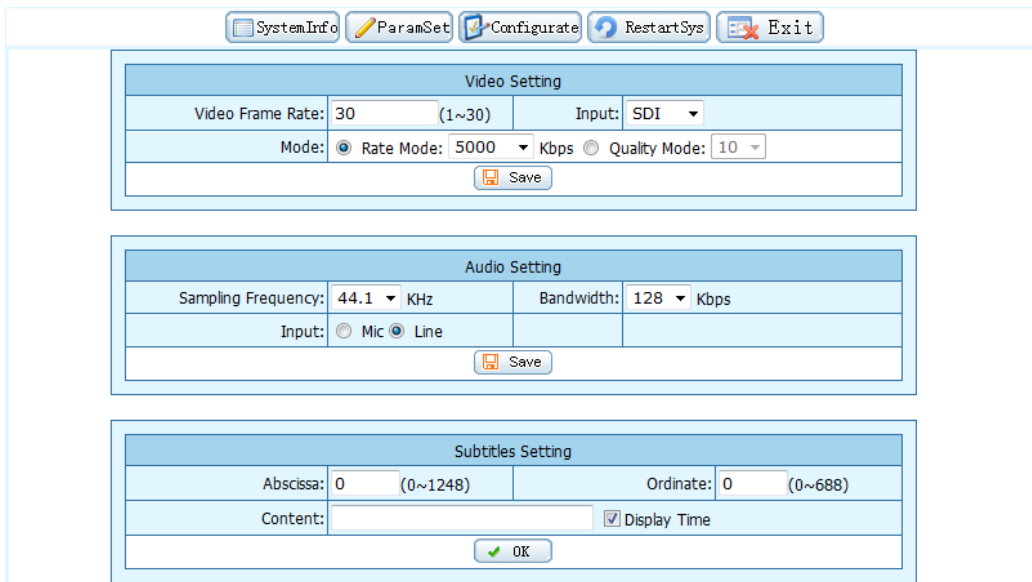 SystemInfo ParamSet Configurate RestartSys Exit
Video Setting
Video Frame Rate: 30 (1~30) Input: SDI
Mode: Rate Mode: 5000 Kbps Quality Mode: 10
Save
Audio Setting
Sampling Frequency: 44.1 KHz Bandwidth: 128 Kbps
Input: Mic Line
Save
Subtitles Setting
Abscissa: 0 (0~1248) Ordinate: 0 (0~688)
Content: Display Time
OK